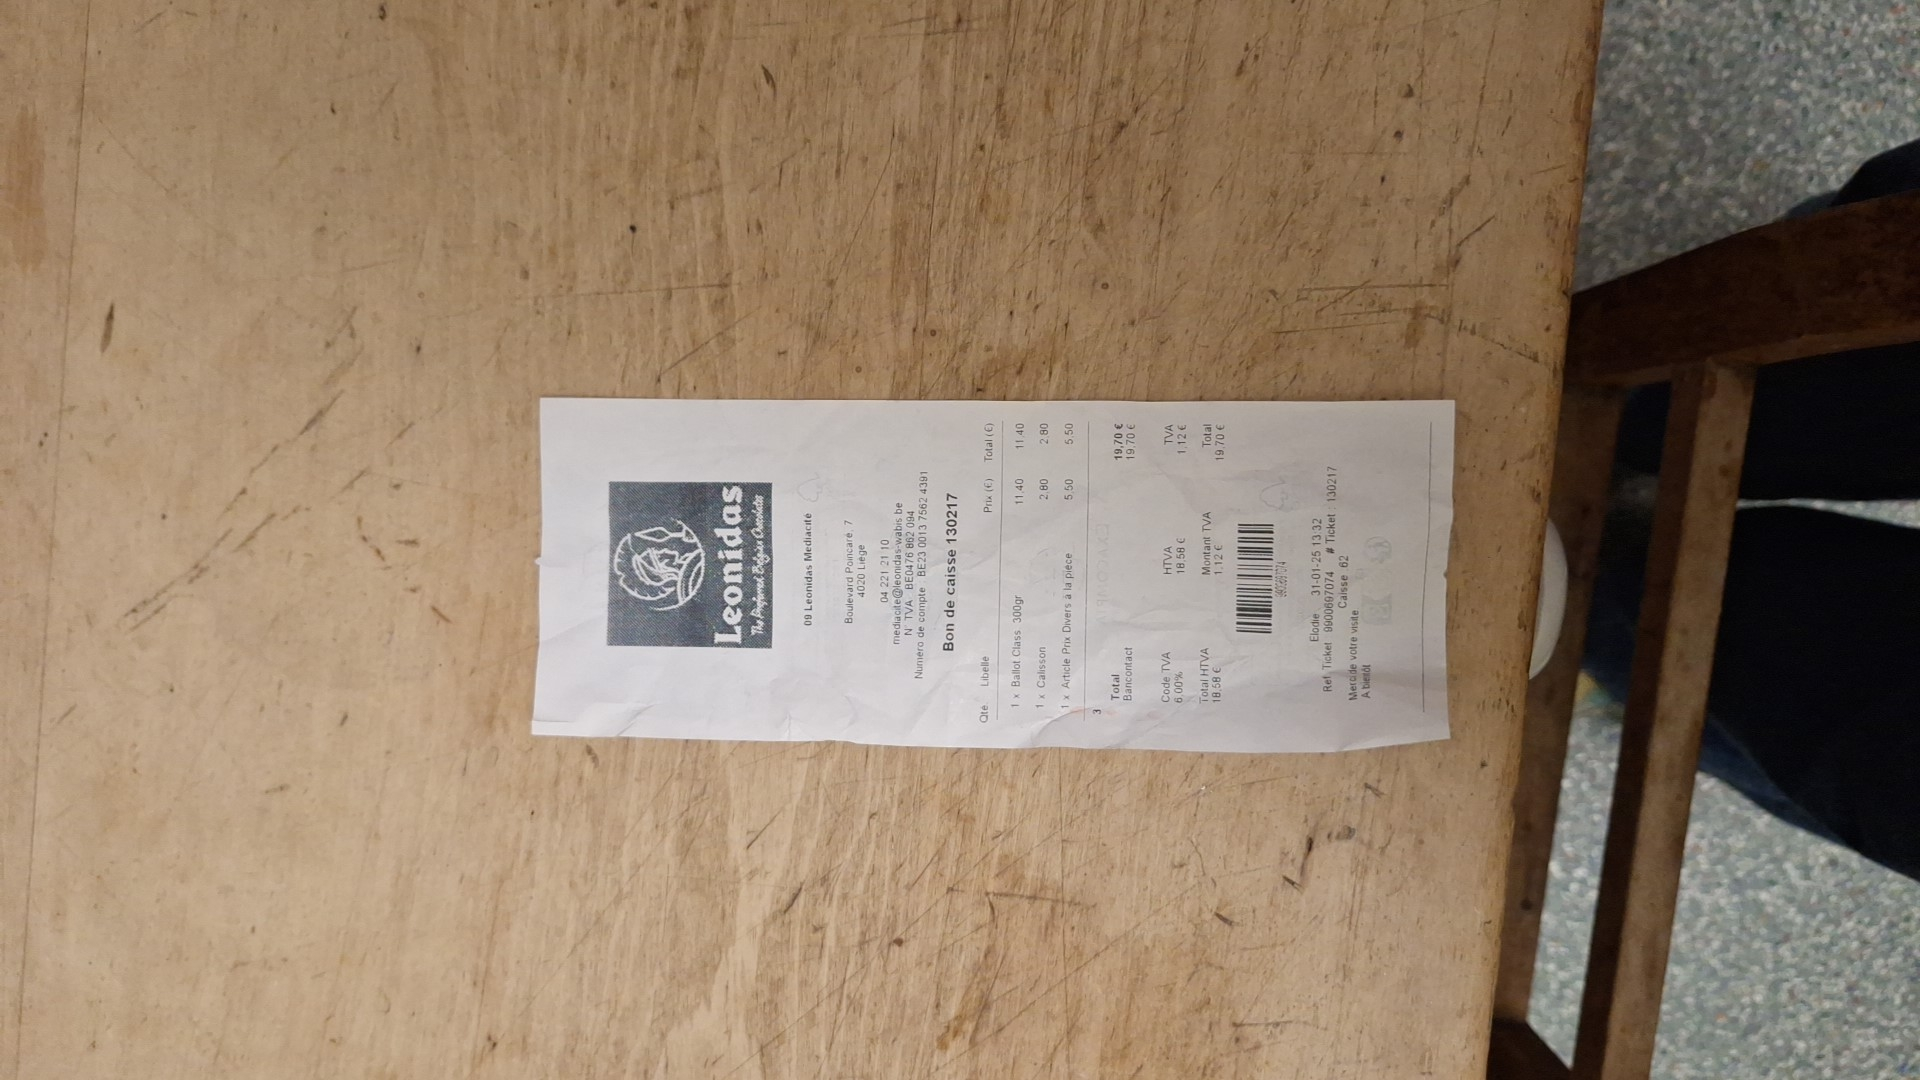 Leonidas
The Preferred Belgian Chocolates
09 Leonidas Mediacité
Boulevard Poincaré, 7
4020 Liège
04 221 21 10
mediacite@leonidas-wabis.be
N° TVA BE0476 862 094
Numéro de compte BE23 0013 7562 4391
Bon de caisse 130217
Qté Libellé Prix (€) Total (€)
1 x Ballot.Class 300gr 11.40 11.40
1 x Calisson 2.80 2.80
1 x Article Prix Divers à la pièce 5.50 5.50
3
Total 19,70 €
Bancontact 19,70 €
Code TVA HTVA TVA
6.00% 18,58 € 1,12 €
Total HTVA Montant TVA Total
18,58 € 1,12 € 19,70 €
9900697074
Elodie 31-01-25 13:32
Ref. Ticket 9900697074 # Ticket 130217
Caisse 62
Merci de votre visite
A bientôt